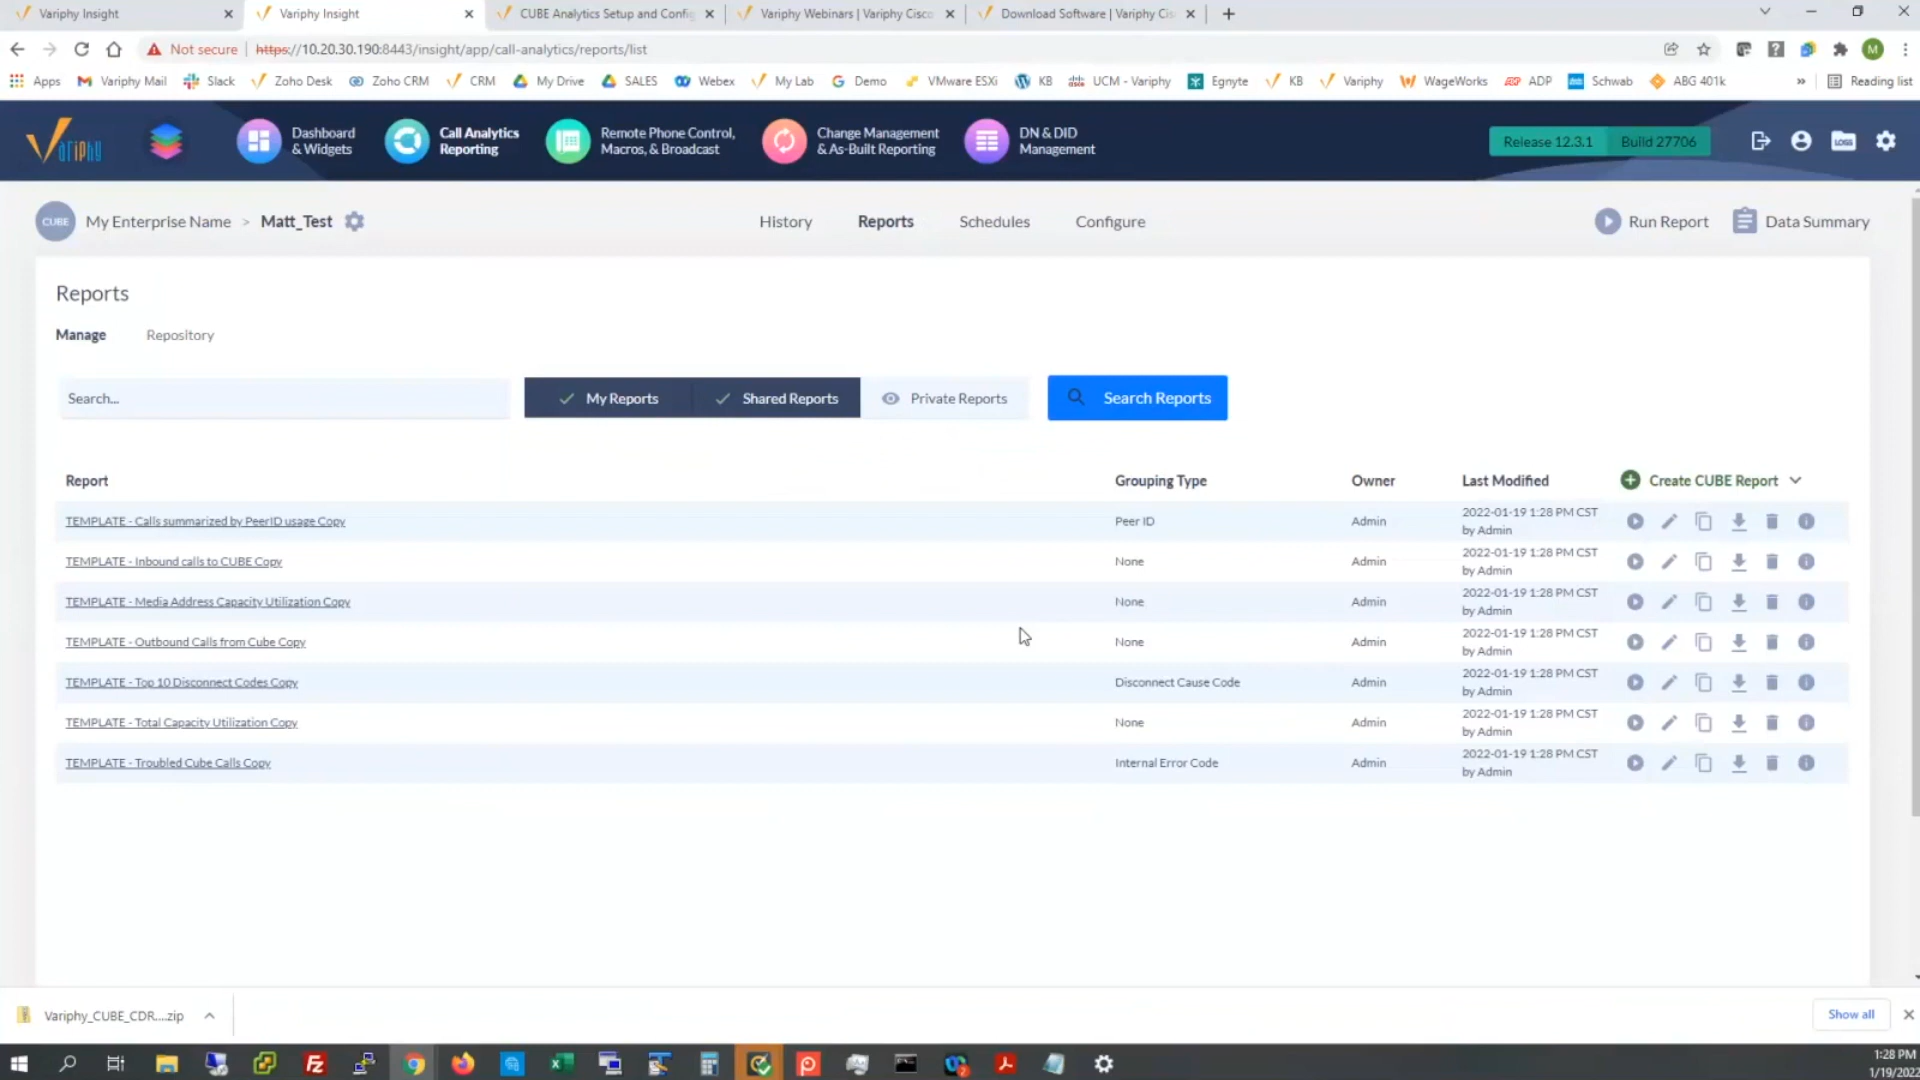 Variphy Insight
Variphy Insight
CUBE Analytics Setup and Config
Variphy Webinars | Variphy Cisco
Download Software | Variphy Cis
Not secure
https://10.20.30.190:8443/insight/app/call-analytics/reports/list
M
Apps
Variphy Mail
Slack
Zoho Desk
Zoho CRM
CRM
My Drive
SALES
Webex
My Lab
Demo
VMware ESXi
KB
UCM - Variphy
Egnyte
KB
Variphy
WageWorks
ADP
Schwab
ABG 401k
»
Reading list
Variphy
Dashboard
& Widgets
Call Analytics
Reporting
Remote Phone Control,
Macros, & Broadcast
Change Management
& As-Built Reporting
DN & DID
Management
Release 12.3.1
Build 27706
LOGS
CUBE
My Enterprise Name > Matt_Test
History
Reports
Schedules
Configure
Run Report
Data Summary
Reports
Manage
Repository
Search...
My Reports
Shared Reports
Private Reports
Search Reports
Report
Grouping Type
Owner
Last Modified
Create CUBE Report
TEMPLATE - Calls summarized by PeerID usage Copy
Peer ID
Admin
2022-01-19 1:28 PM CST
by Admin
TEMPLATE - Inbound calls to CUBE Copy
None
Admin
2022-01-19 1:28 PM CST
by Admin
TEMPLATE - Media Address Capacity Utilization Copy
None
Admin
2022-01-19 1:28 PM CST
by Admin
TEMPLATE - Outbound Calls from Cube Copy
None
Admin
2022-01-19 1:28 PM CST
by Admin
TEMPLATE - Top 10 Disconnect Codes Copy
Disconnect Cause Code
Admin
2022-01-19 1:28 PM CST
by Admin
TEMPLATE - Total Capacity Utilization Copy
None
Admin
2022-01-19 1:28 PM CST
by Admin
TEMPLATE - Troubled Cube Calls Copy
Internal Error Code
Admin
2022-01-19 1:28 PM CST
by Admin
Variphy_CUBE_CDR....zip
Show all
1:28 PM
1/19/2022